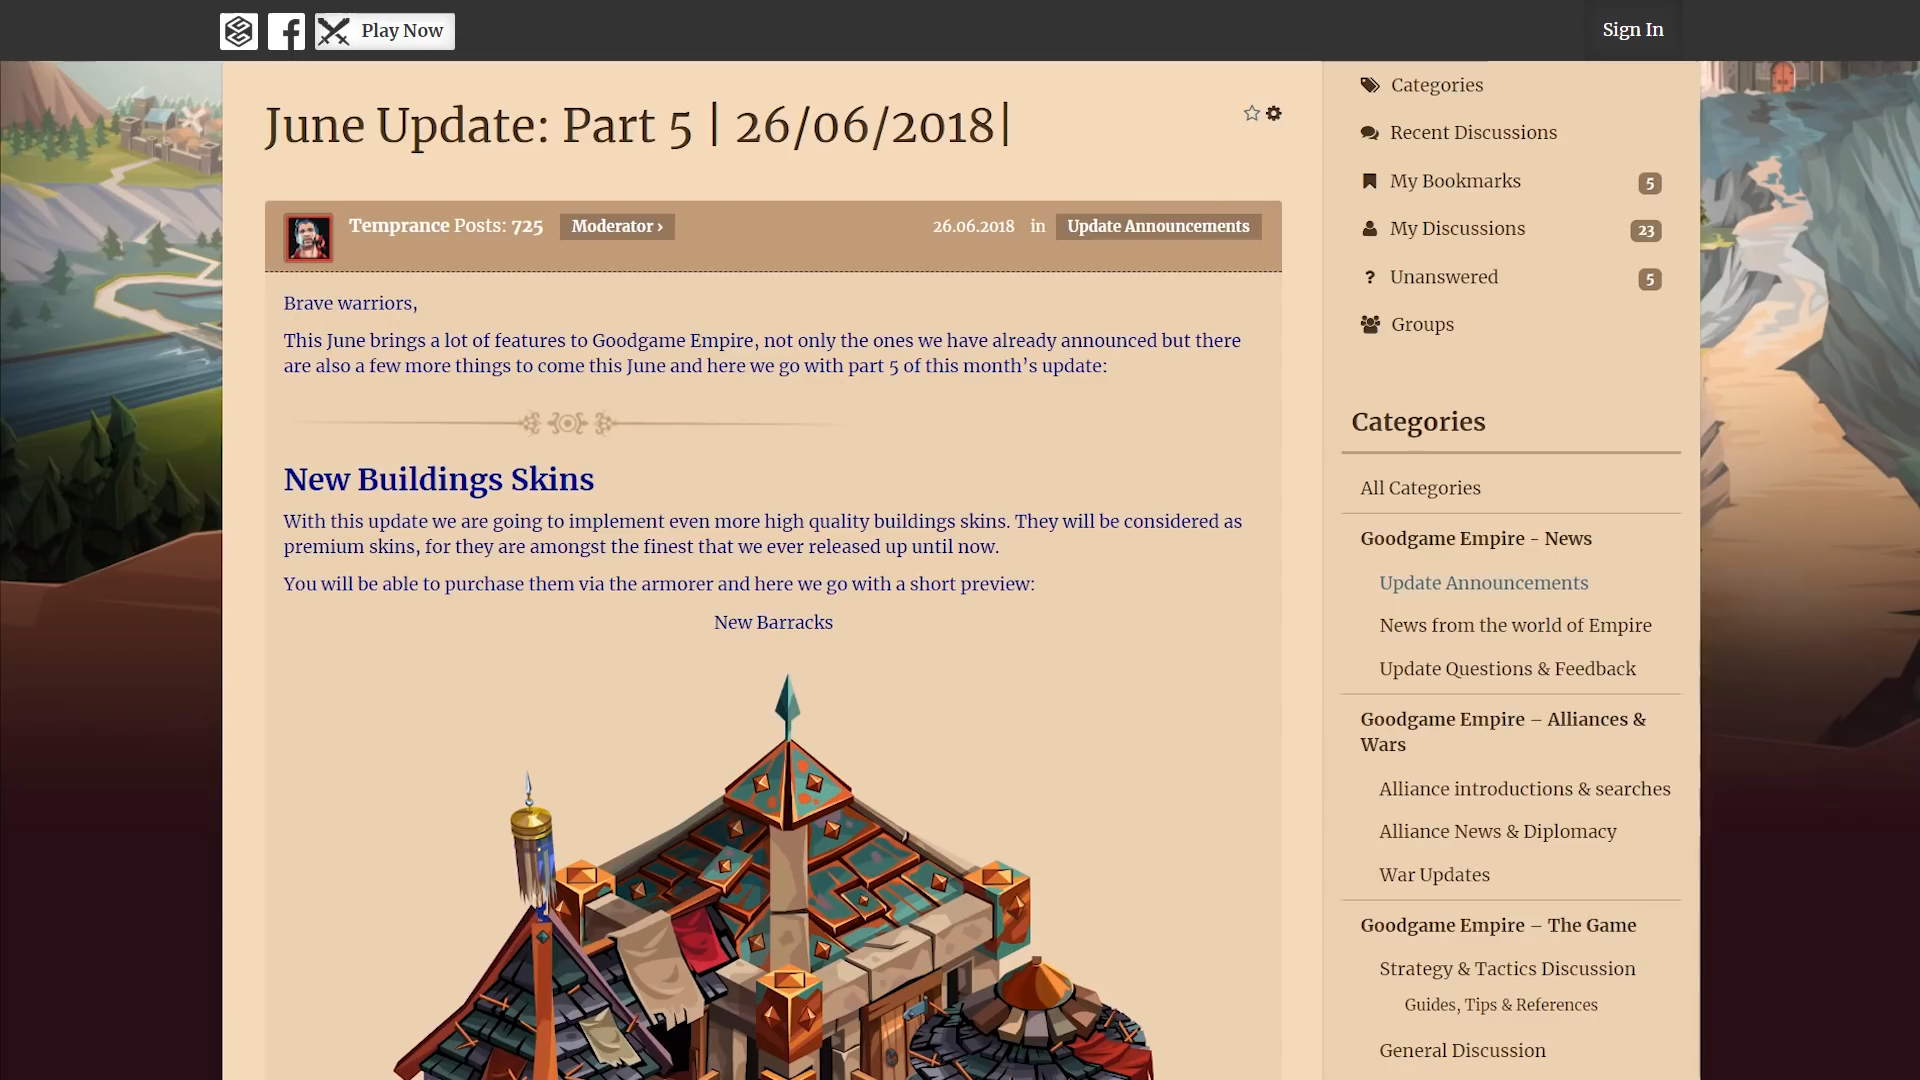 Play Now
Sign In
June Update: Part 5 | 26/06/2018|
Temprance Posts: 725 Moderator ›
26.06.2018 in Update Announcements
Brave warriors,
This June brings a lot of features to Goodgame Empire, not only the ones we have already announced but there
are also a few more things to come this June and here we go with part 5 of this month’s update:
New Buildings Skins
With this update we are going to implement even more high quality buildings skins. They will be considered as
premium skins, for they are amongst the finest that we ever released up until now.
You will be able to purchase them via the armorer and here we go with a short preview:
New Barracks
Categories
Recent Discussions
My Bookmarks 5
My Discussions 23
? Unanswered 5
Groups
Categories
All Categories
Goodgame Empire - News
Update Announcements
News from the world of Empire
Update Questions & Feedback
Goodgame Empire – Alliances &
Wars
Alliance introductions & searches
Alliance News & Diplomacy
War Updates
Goodgame Empire – The Game
Strategy & Tactics Discussion
Guides, Tips & References
General Discussion